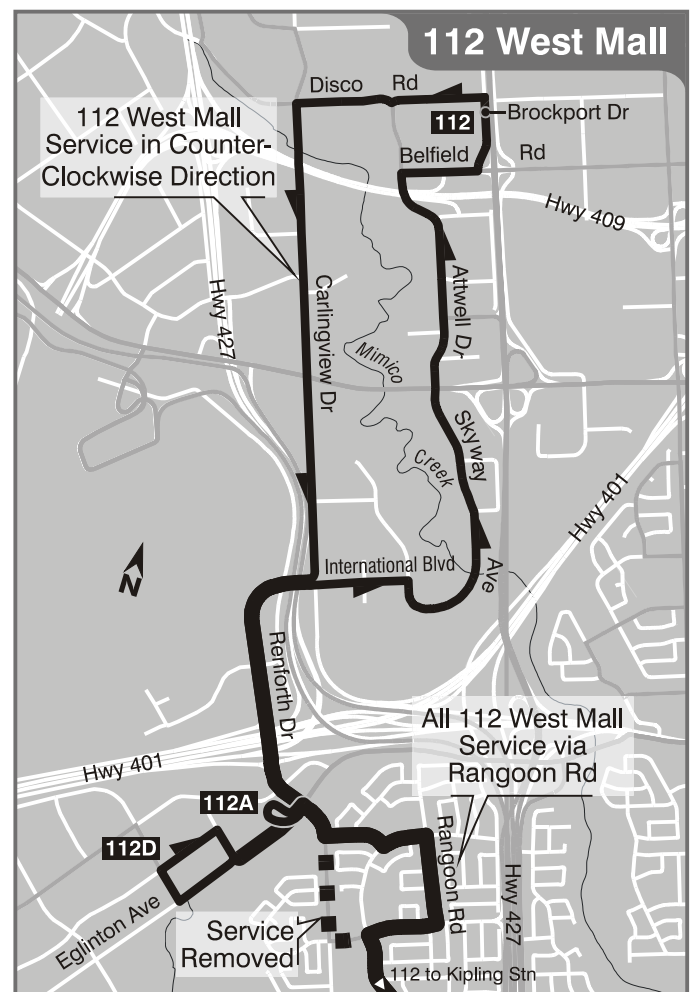 112 West Mall
Disco Rd
112 West Mall
Service in Counter-
Clockwise Direction
112
Brockport Dr
Belfield Rd
Hwy 409
Hwy 427
Carlingview Dr
Attwell Dr
Mimico
Creek
Skyway
Ave
Hwy 401
N
International Blvd
Renforth Dr
All 112 West Mall
Service via
Rangoon Rd
Hwy 401
112A
112D
Rangoon Rd
Hwy 427
Eglinton Ave
Service
Removed
112 to Kipling Stn